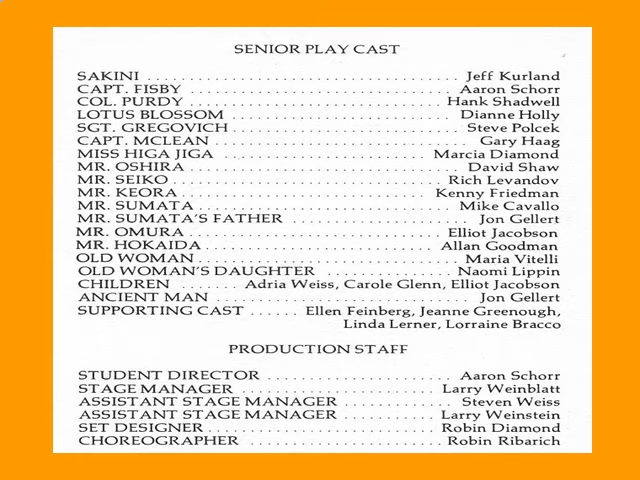 SENIOR PLAY CAST
SAKINI . . . . . . . . . . . . . . . . . . . . . . . . . . . . . . . . . . . . Jeff Kurland
CAPT. FISBY . . . . . . . . . . . . . . . . . . . . . . . . . . . . . . Aaron Schorr
COL. PURDY . . . . . . . . . . . . . . . . . . . . . . . . . . . . . Hank Shadwell
LOTUS BLOSSOM . . . . . . . . . . . . . . . . . . . . . . . . . Dianne Holly
SGT. GREGOVICH . . . . . . . . . . . . . . . . . . . . . . . . . . Steve Polcek
CAPT. MCLEAN . . . . . . . . . . . . . . . . . . . . . . . . . . . . . . Gary Haag
MISS HIGA JIGA . . . . . . . . . . . . . . . . . . . . . . . . Marcia Diamond
MR. OSHIRA . . . . . . . . . . . . . . . . . . . . . . . . . . . . . . . . David Shaw
MR. SEIKO . . . . . . . . . . . . . . . . . . . . . . . . . . . . . . . Rich Levandov
MR. KEORA . . . . . . . . . . . . . . . . . . . . . . . . . . . . . Kenny Friedman
MR. SUMATA . . . . . . . . . . . . . . . . . . . . . . . . . . . . . . Mike Cavallo
MR. SUMATA'S FATHER . . . . . . . . . . . . . . . . . . . . . Jon Gellert
MR. OMURA . . . . . . . . . . . . . . . . . . . . . . . . . . . . . Elliot Jacobson
MR. HOKAIDA . . . . . . . . . . . . . . . . . . . . . . . . . . Allan Goodman
OLD WOMAN . . . . . . . . . . . . . . . . . . . . . . . . . . . . . . Maria Vitelli
OLD WOMAN'S DAUGHTER . . . . . . . . . . . . . . . Naomi Lippin
CHILDREN . . . . . . . Adria Weiss, Carole Glenn, Elliot Jacobson
ANCIENT MAN . . . . . . . . . . . . . . . . . . . . . . . . . . . . . . Jon Gellert
SUPPORTING CAST . . . . . . Ellen Feinberg, Jeanne Greenough,
Linda Lerner, Lorraine Bracco
PRODUCTION STAFF
STUDENT DIRECTOR . . . . . . . . . . . . . . . . . . . . . . Aaron Schorr
STAGE MANAGER . . . . . . . . . . . . . . . . . . . . . . . Larry Weinblatt
ASSISTANT STAGE MANAGER . . . . . . . . . . . . . Steven Weiss
ASSISTANT STAGE MANAGER . . . . . . . . . . . Larry Weinstein
SET DESIGNER . . . . . . . . . . . . . . . . . . . . . . . . . . . Robin Diamond
CHOREOGRAPHER . . . . . . . . . . . . . . . . . . . . . . . Robin Ribarich